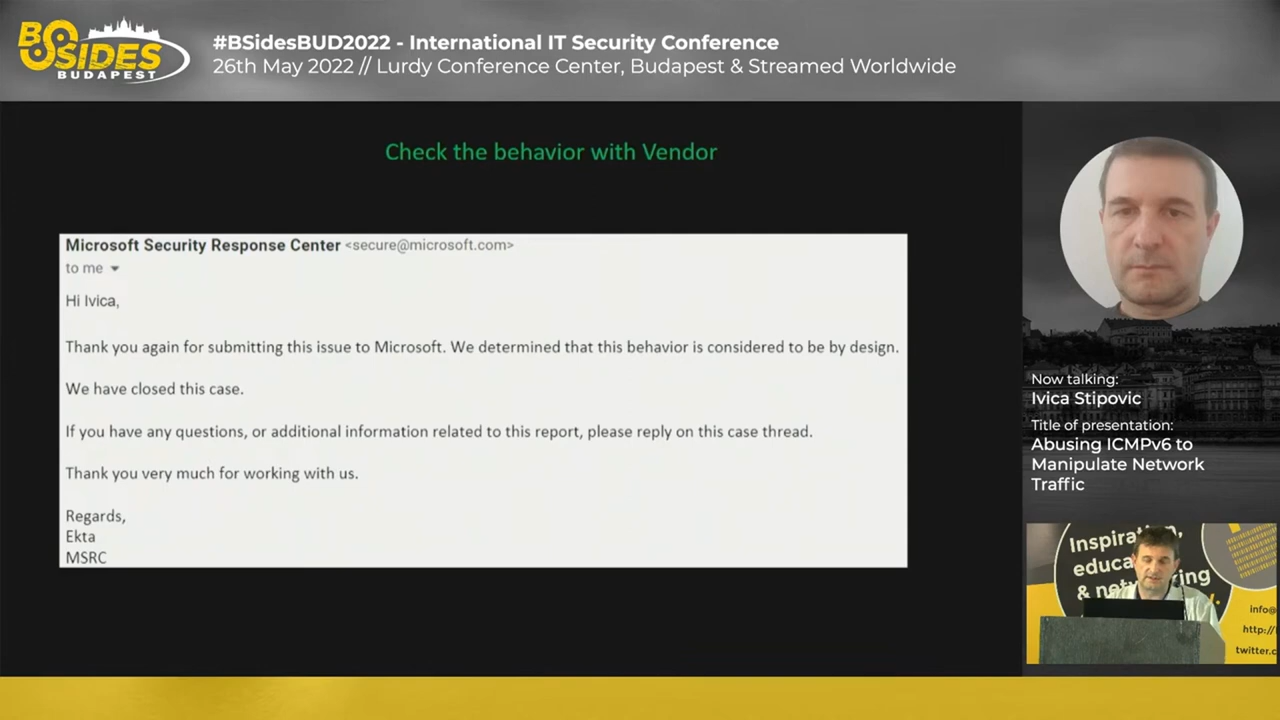 BSIDES
BUDAPEST
#BSidesBUD2022 - International IT Security Conference
26th May 2022 // Lurdy Conference Center, Budapest & Streamed Worldwide
Check the behavior with Vendor
Microsoft Security Response Center <secure@microsoft.com>
to me
Hi Ivica,
Thank you again for submitting this issue to Microsoft. We determined that this behavior is considered to be by design.
We have closed this case.
If you have any questions, or additional information related to this report, please reply on this case thread.
Thank you very much for working with us.
Regards,
Ekta
MSRC
Now talking:
Ivica Stipovic
Title of presentation:
Abusing ICMPv6 to
Manipulate Network
Traffic
info@
http://
twitter.c